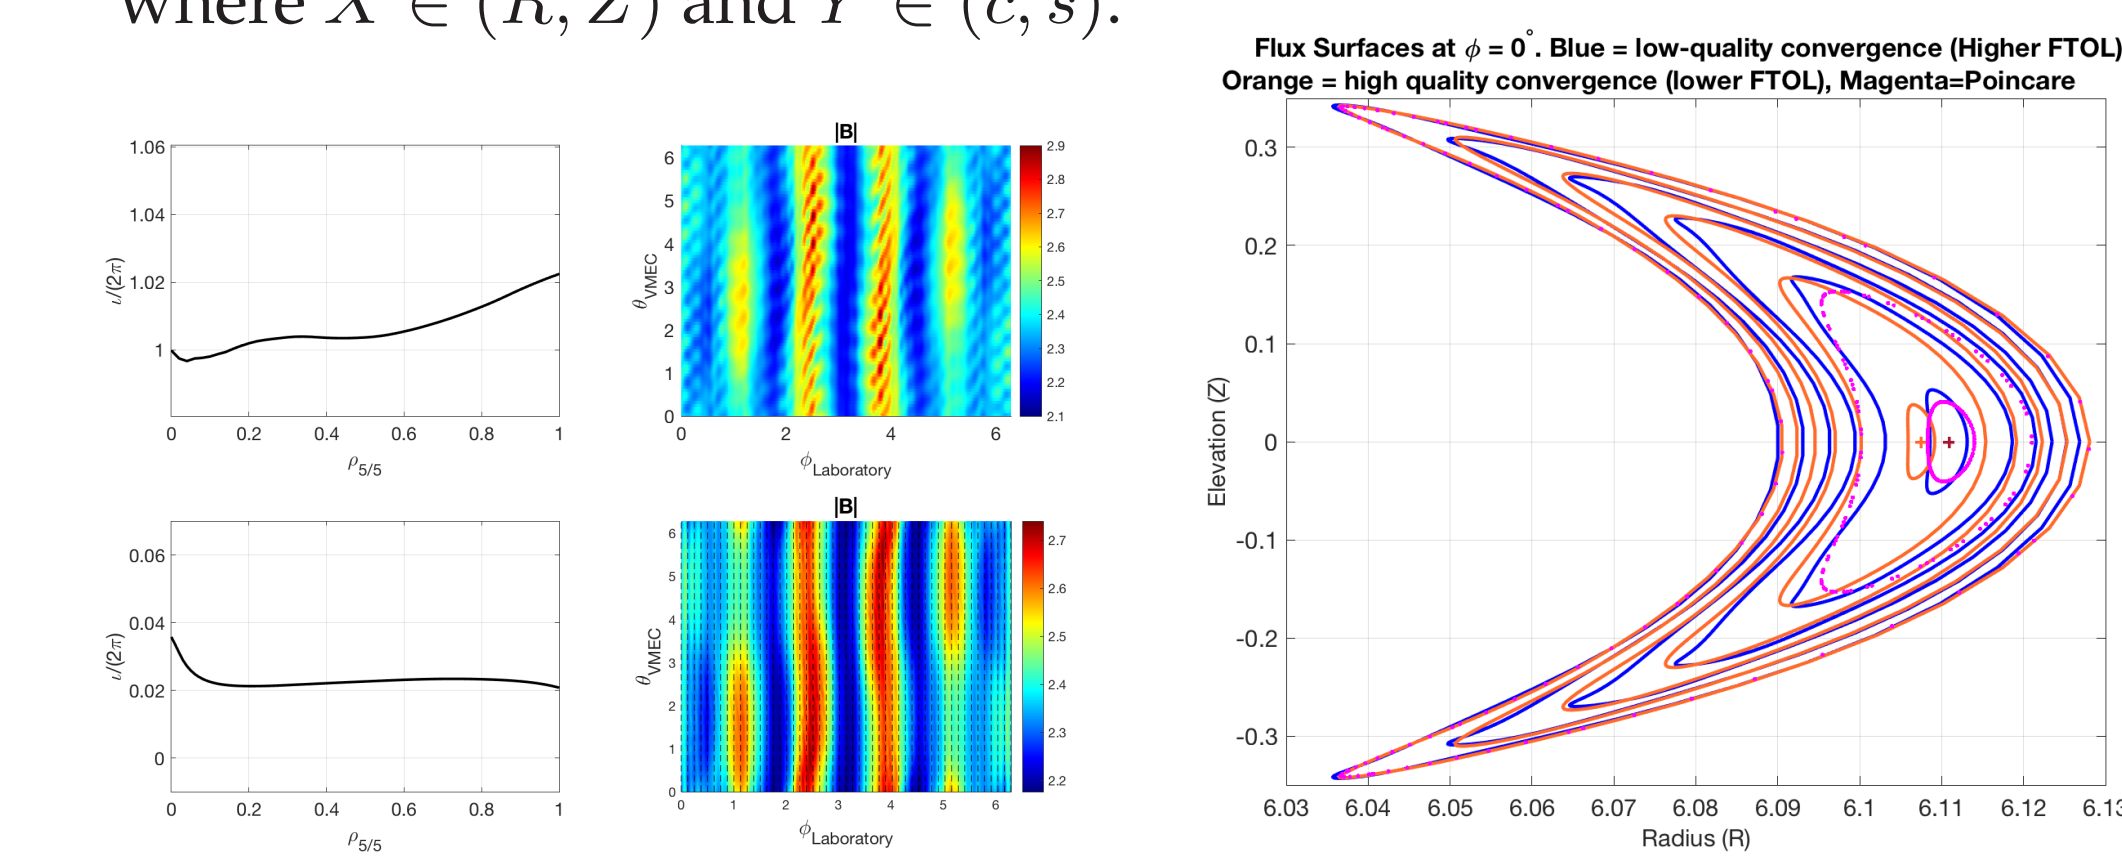 where X ∈ (R, Z) and Y ∈ (c, s).
1.06
1.04
1.02
1
0 0.2 0.4 0.6 0.8 1
ι/(2π)
ρ5/5
|B|
6
5
4
3
2
1
0
0 2 4 6
θVMEC
ϕLaboratory
2.9
2.8
2.7
2.6
2.5
2.4
2.3
2.2
2.1
0.06
0.04
0.02
0
0 0.2 0.4 0.6 0.8 1
ι/(2π)
ρ5/5
|B|
6
5
4
3
2
1
0
0 1 2 3 4 5 6
θVMEC
ϕLaboratory
2.7
2.6
2.5
2.4
2.3
2.2
Flux Surfaces at ϕ = 0°. Blue = low-quality convergence (Higher FTOL)
Orange = high quality convergence (lower FTOL), Magenta=Poincare
0.3
0.2
0.1
0
-0.1
-0.2
-0.3
Elevation (Z)
6.03 6.04 6.05 6.06 6.07 6.08 6.09 6.1 6.11 6.12 6.13
Radius (R)